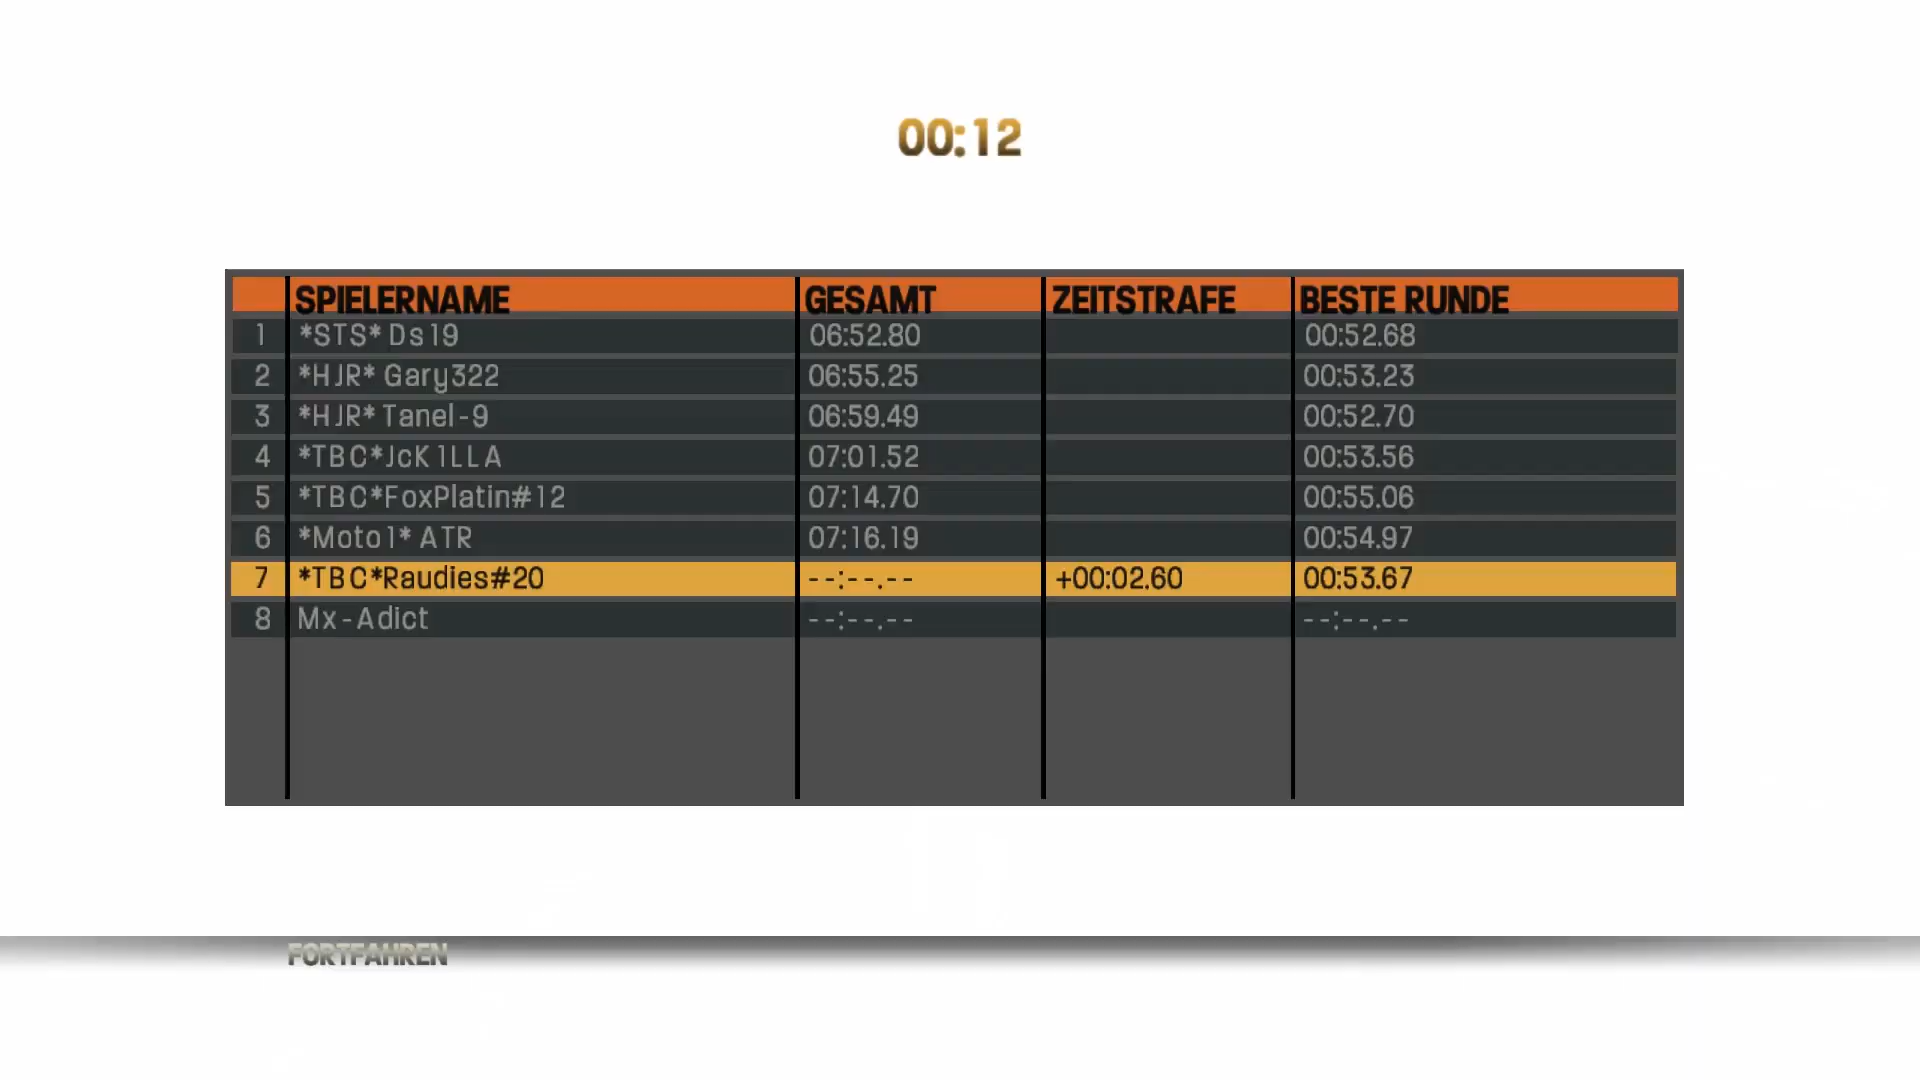 00:12
SPIELERNAME GESAMT ZEITSTRAFE BESTE RUNDE
1 *STS* Ds19 06:52.80 00:52.68
2 *HJR* Gary322 06:55.25 00:53.23
3 *HJR* Tanel-9 06:59.49 00:52.70
4 *TBC*JcK1LLA 07:01.52 00:53.56
5 *TBC*FoxPlatin#12 07:14.70 00:55.06
6 *Moto1* ATR 07:16.19 00:54.97
7 *TBC*Raudies#20 --:--.-- +00:02.60 00:53.67
8 Mx-Adict --:--.-- --:--.--
FORTFAHREN